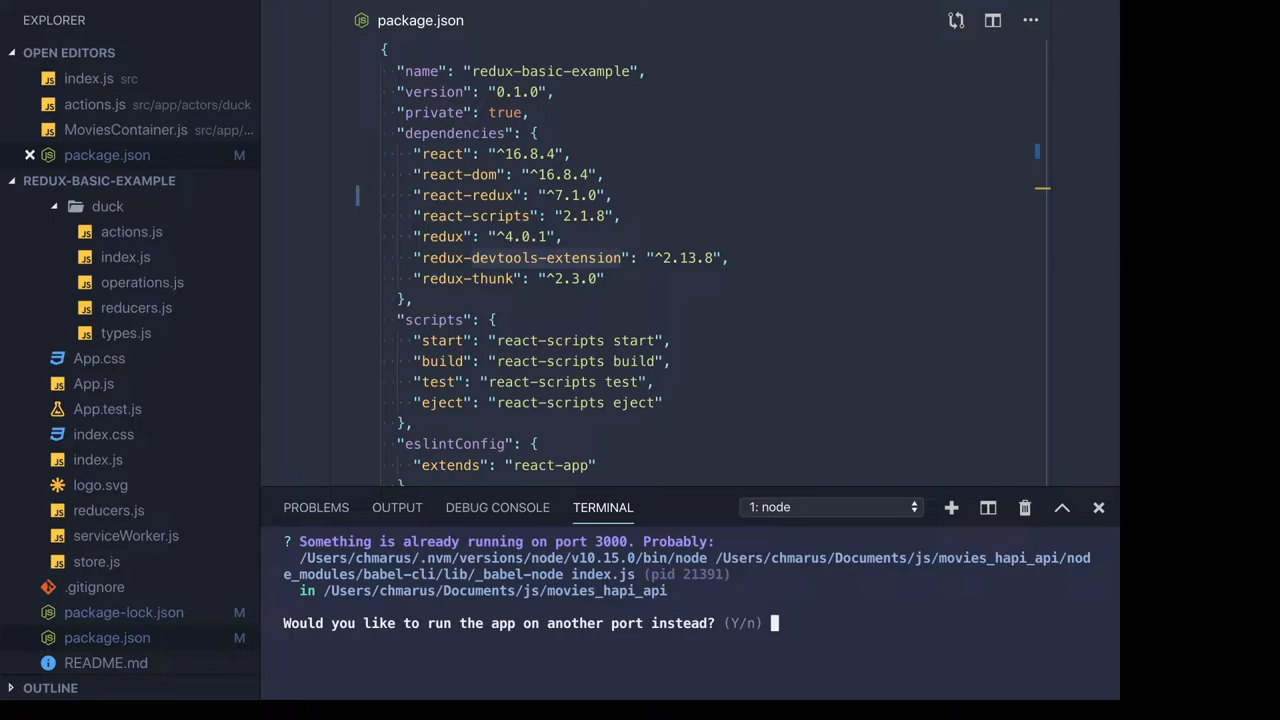 EXPLORER
OPEN EDITORS
index.js src
actions.js src/app/actors/duck
MoviesContainer.js src/app/...
package.json M
REDUX-BASIC-EXAMPLE
duck
actions.js
index.js
operations.js
reducers.js
types.js
App.css
App.js
App.test.js
index.css
index.js
logo.svg
reducers.js
serviceWorker.js
store.js
.gitignore
package-lock.json M
package.json M
README.md
OUTLINE
package.json
{
"name": "redux-basic-example",
"version": "0.1.0",
"private": true,
"dependencies": {
"react": "^16.8.4",
"react-dom": "^16.8.4",
"react-redux": "^7.1.0",
"react-scripts": "2.1.8",
"redux": "^4.0.1",
"redux-devtools-extension": "^2.13.8",
"redux-thunk": "^2.3.0"
},
"scripts": {
"start": "react-scripts start",
"build": "react-scripts build",
"test": "react-scripts test",
"eject": "react-scripts eject"
},
"eslintConfig": {
"extends": "react-app"
}
PROBLEMS OUTPUT DEBUG CONSOLE TERMINAL 1: node
? Something is already running on port 3000. Probably:
/Users/chmarus/.nvm/versions/node/v10.15.0/bin/node /Users/chmarus/Documents/js/movies_hapi_api/nod
e_modules/babel-cli/lib/_babel-node index.js (pid 21391)
in /Users/chmarus/Documents/js/movies_hapi_api
Would you like to run the app on another port instead? (Y/n)